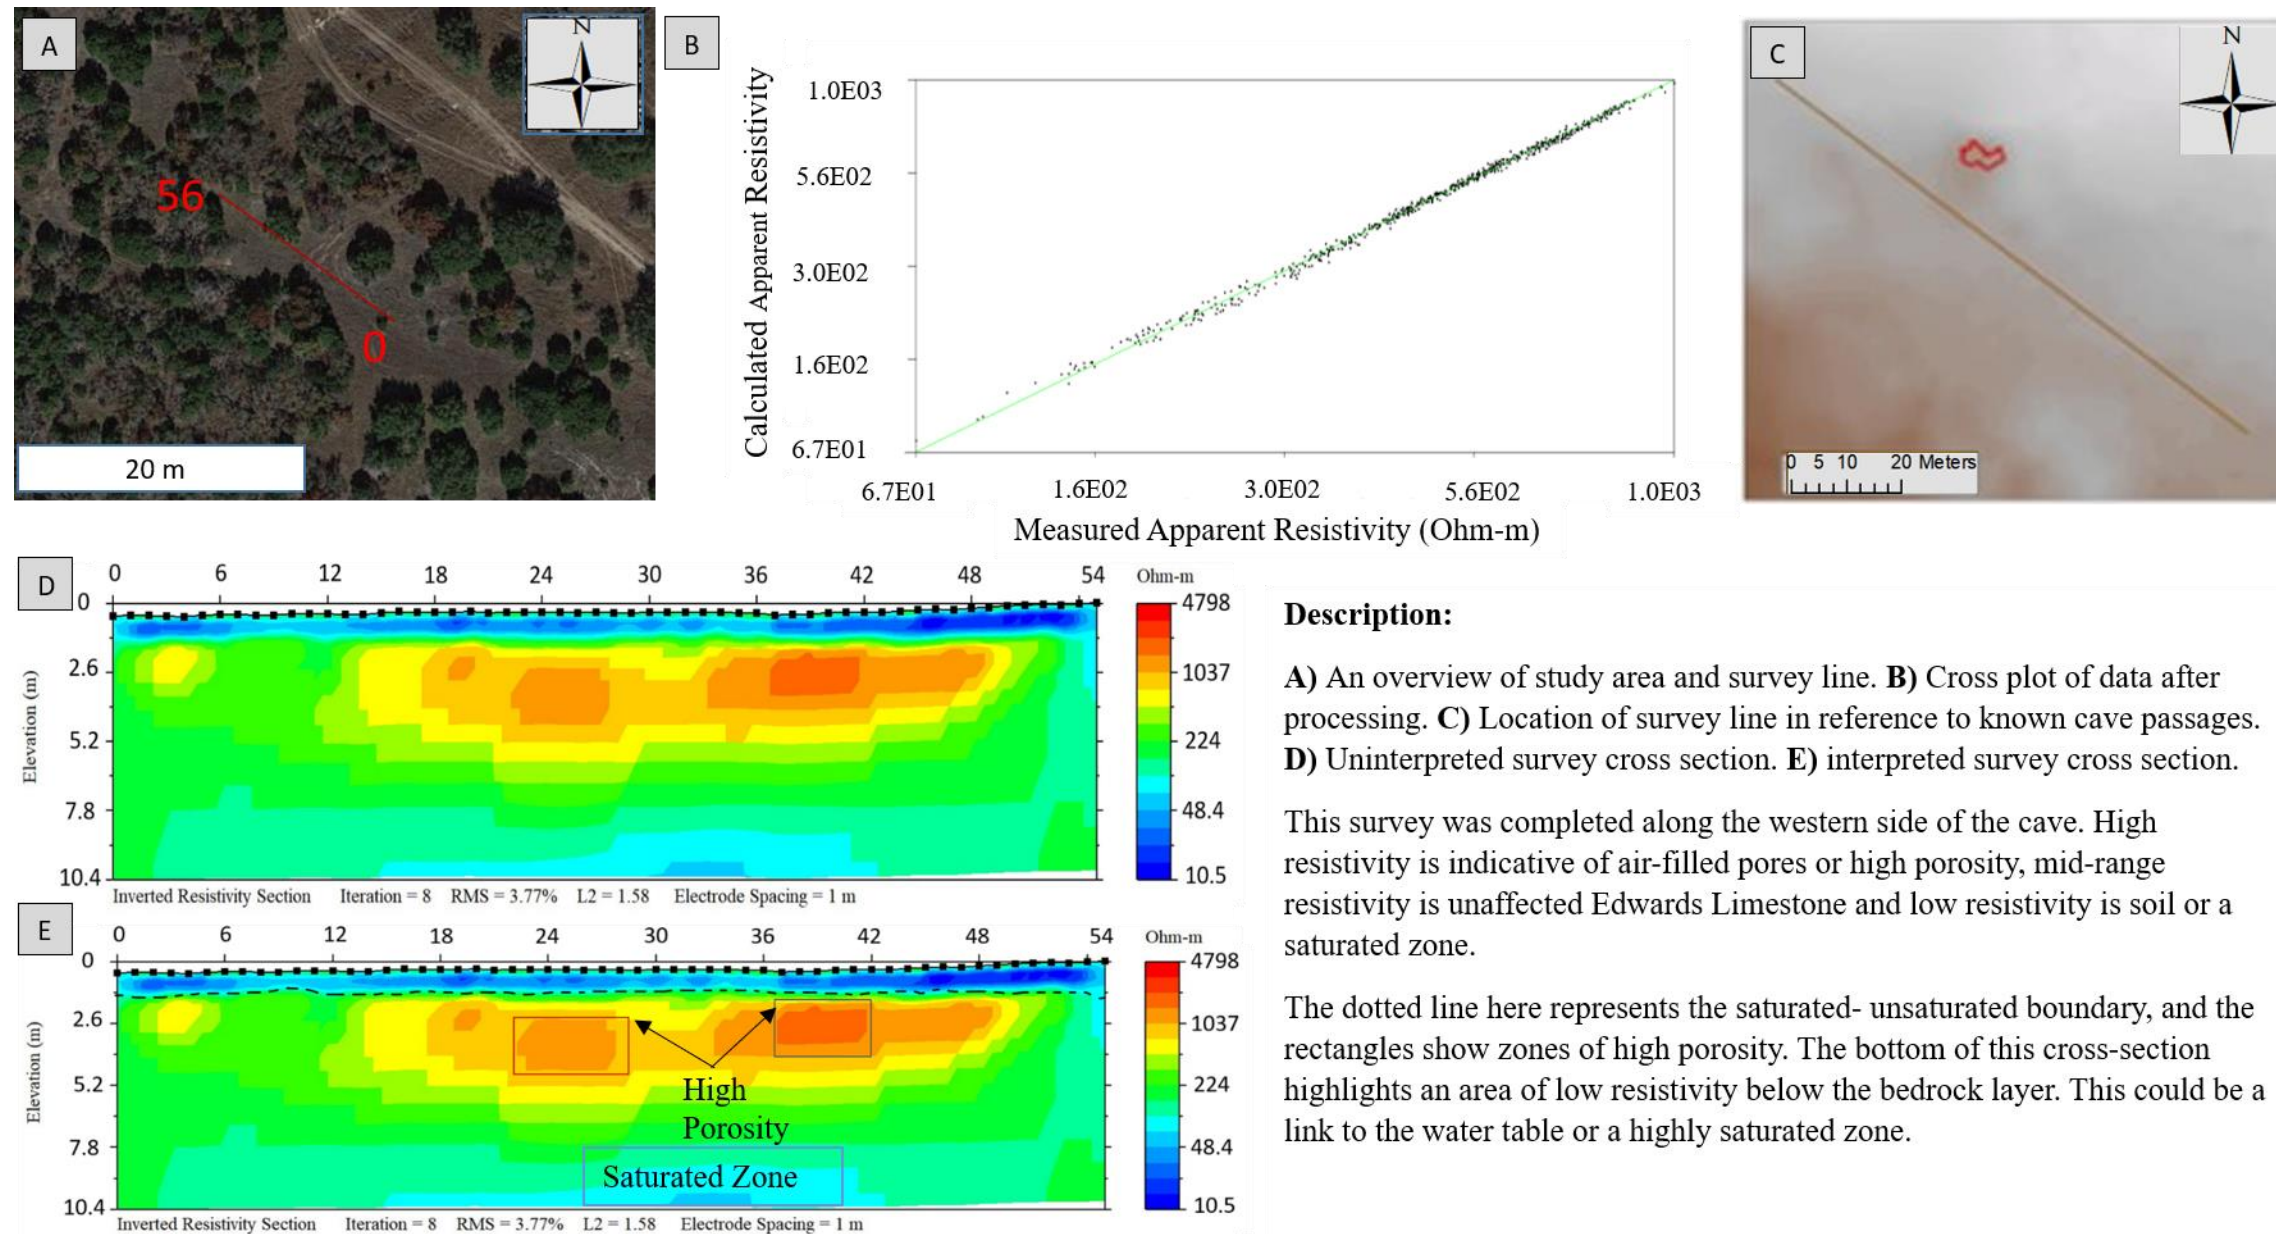 A
N
56
0
20 m
B
Calculated Apparent Resistivity
1.0E03
5.6E02
3.0E02
1.6E02
6.7E01
6.7E01 1.6E02 3.0E02 5.6E02 1.0E03
Measured Apparent Resistivity (Ohm-m)
C
N
0 5 10 20 Meters
D
0 6 12 18 24 30 36 42 48 54 Ohm-m
Elevation (m)
0
2.6
5.2
7.8
10.4
4798
1037
224
48.4
10.5
Inverted Resistivity Section Iteration = 8 RMS = 3.77% L2 = 1.58 Electrode Spacing = 1 m
E
0 6 12 18 24 30 36 42 48 54 Ohm-m
Elevation (m)
0
2.6
5.2
7.8
10.4
High
Porosity
Saturated Zone
4798
1037
224
48.4
10.5
Inverted Resistivity Section Iteration = 8 RMS = 3.77% L2 = 1.58 Electrode Spacing = 1 m
Description:
A) An overview of study area and survey line. B) Cross plot of data after
processing. C) Location of survey line in reference to known cave passages.
D) Uninterpreted survey cross section. E) interpreted survey cross section.
This survey was completed along the western side of the cave. High
resistivity is indicative of air-filled pores or high porosity, mid-range
resistivity is unaffected Edwards Limestone and low resistivity is soil or a
saturated zone.
The dotted line here represents the saturated- unsaturated boundary, and the
rectangles show zones of high porosity. The bottom of this cross-section
highlights an area of low resistivity below the bedrock layer. This could be a
link to the water table or a highly saturated zone.